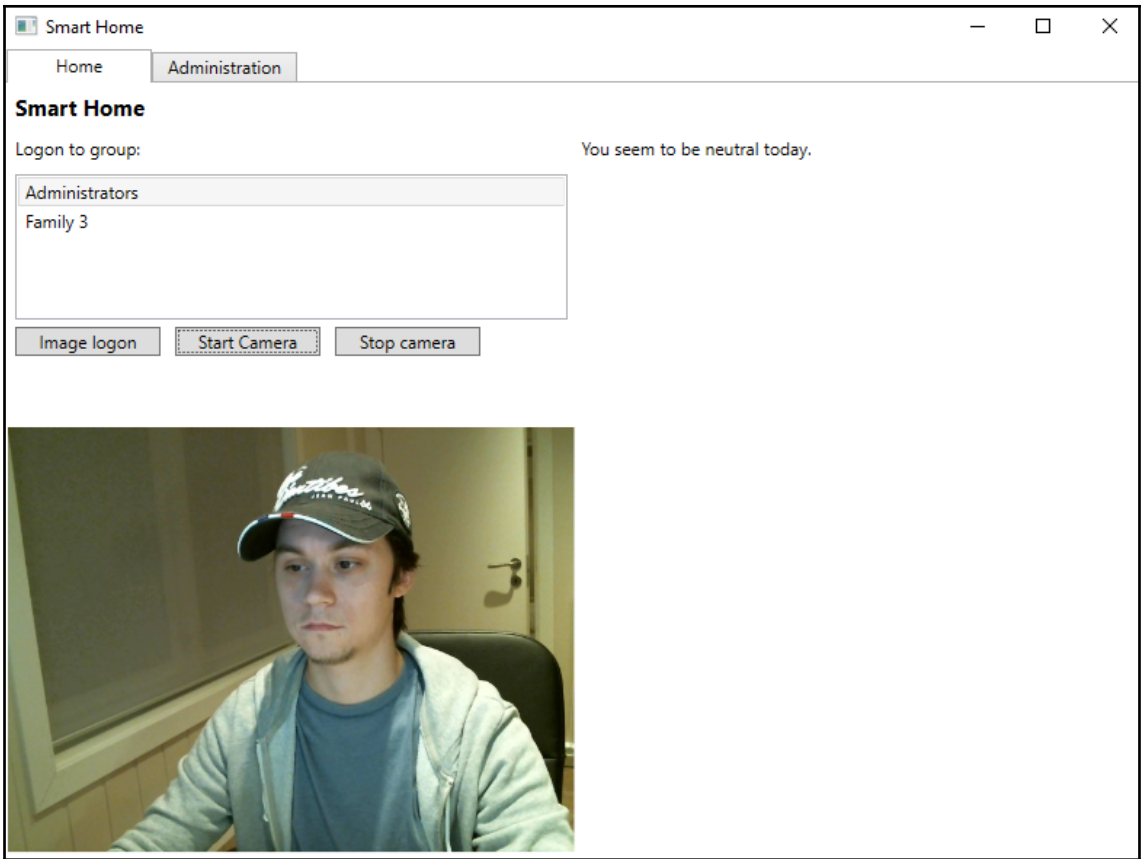 Smart Home
Home
Administration
Smart Home
Logon to group:
You seem to be neutral today.
Administrators
Family 3
Image logon
Start Camera
Stop camera